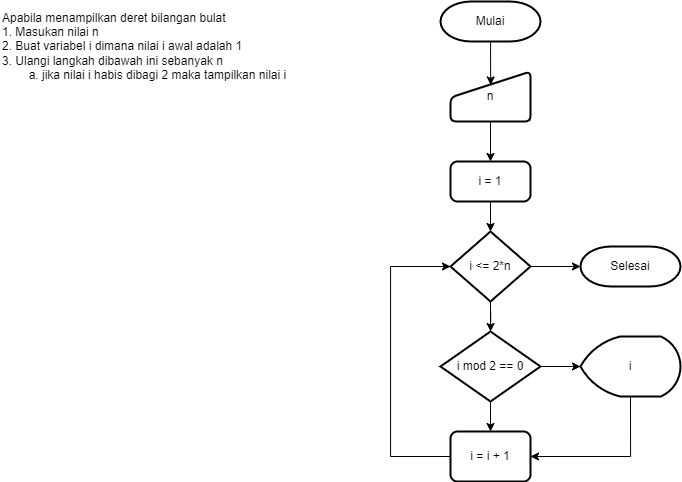 Apabila menampilkan deret bilangan bulat
1. Masukan nilai n
2. Buat variabel i dimana nilai i awal adalah 1
3. Ulangi langkah dibawah ini sebanyak n
a. jika nilai i habis dibagi 2 maka tampilkan nilai i
Mulai
n
i = 1
i <= 2*n
Selesai
i mod 2 == 0
i
i = i + 1